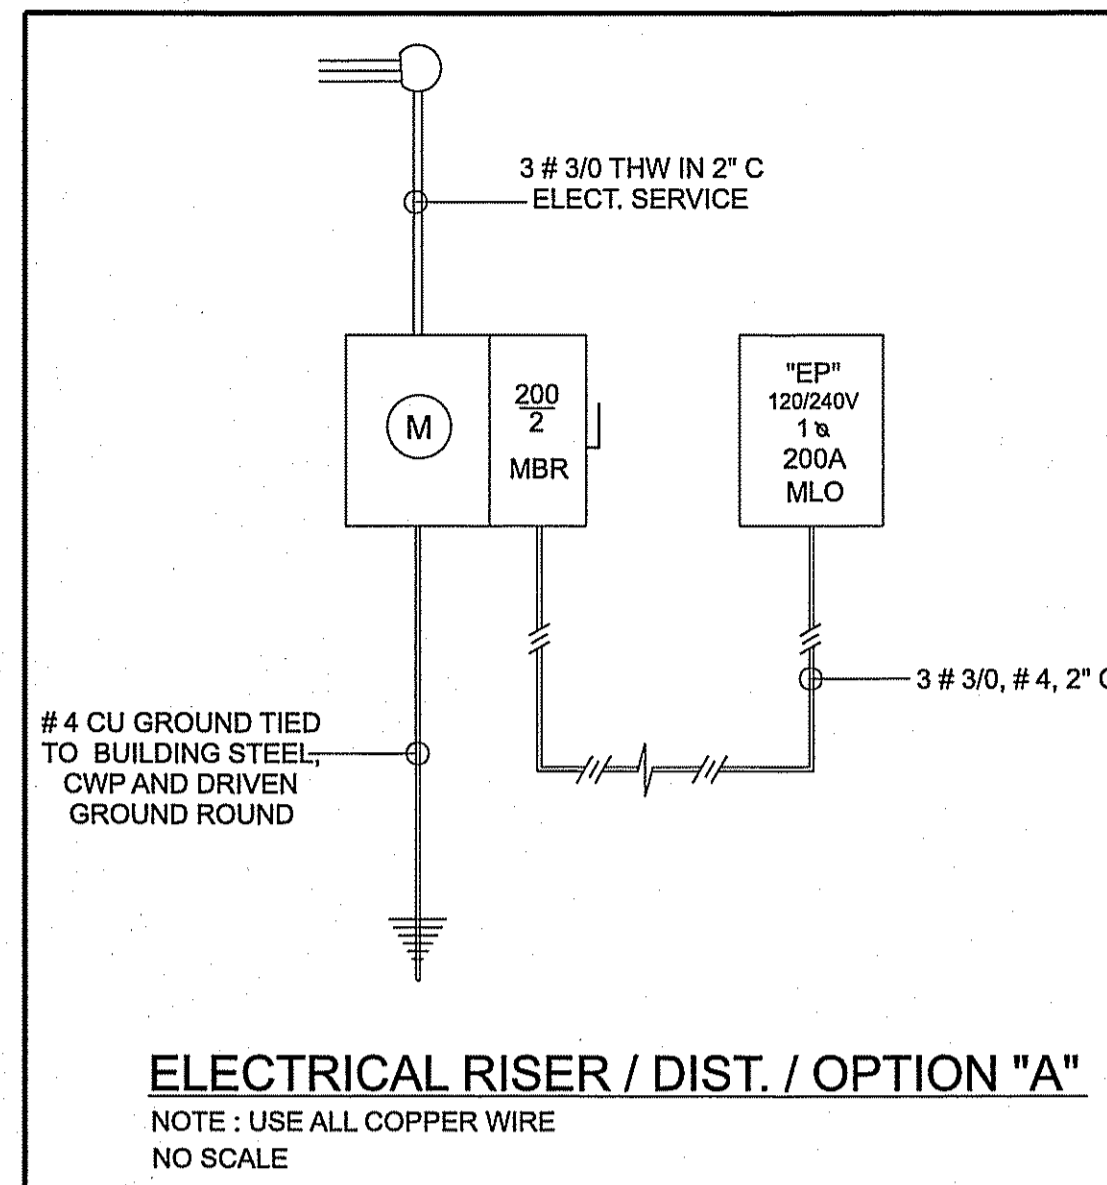 3 # 3/0 THW IN 2" C
ELECT. SERVICE
M
200
2
MBR
"EP"
120/240V
1 ⌀
200A
MLO
3 # 3/0, # 4, 2"
# 4 CU GROUND TIED
TO BUILDING STEEL,
CWP AND DRIVEN
GROUND ROUND
ELECTRICAL RISER / DIST. / OPTION "A"
NOTE : USE ALL COPPER WIRE
NO SCALE